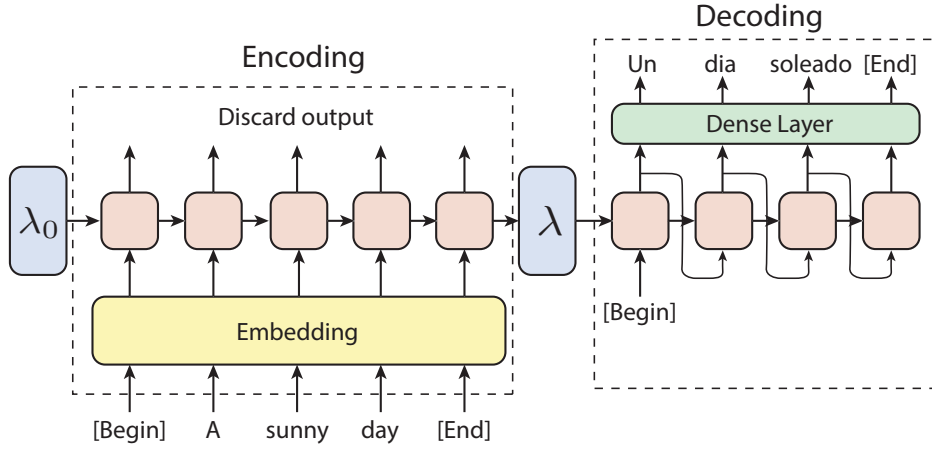 Encoding
Discard output
λ0
λ
Embedding
[Begin] A sunny day [End]
Decoding
Un dia soleado [End]
Dense Layer
[Begin]